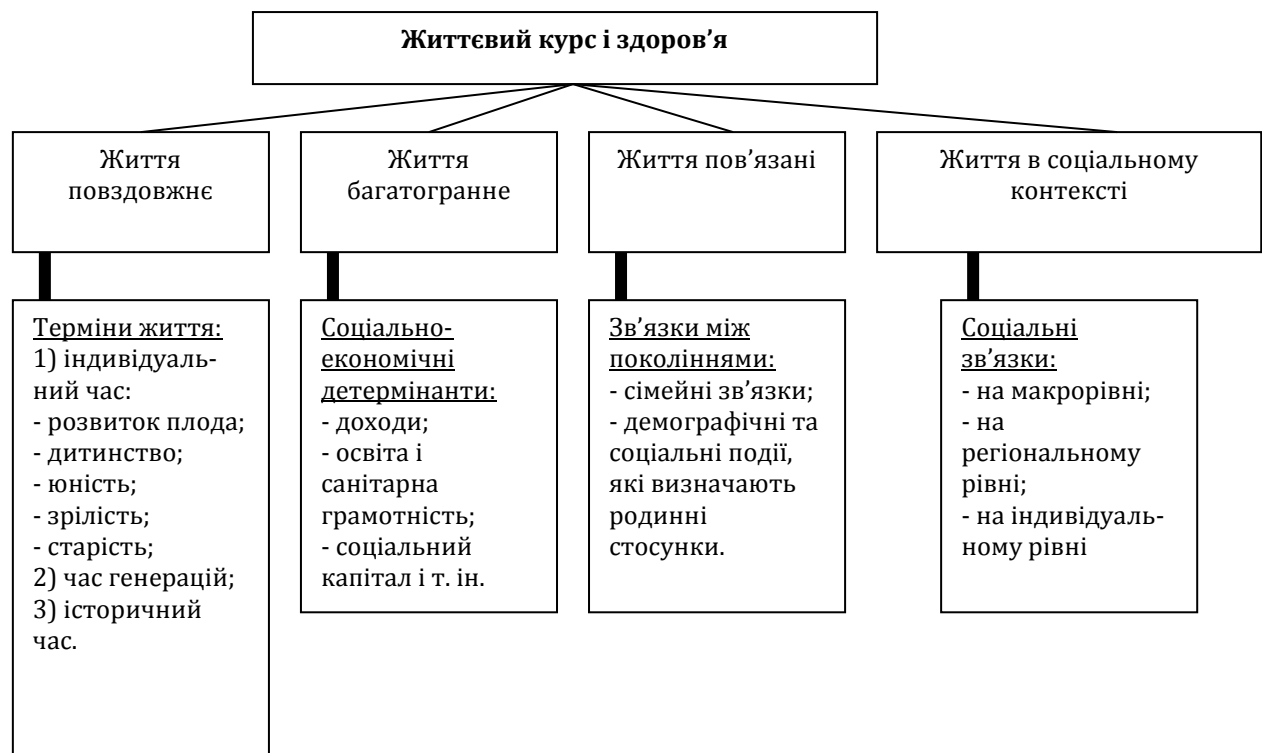 Життєвий курс і здоров’я
Життя
повздовжнє
Життя
багатогранне
Життя пов’язані
Життя в соціальному
контексті
Терміни життя:
1) індивідуаль-
ний час:
- розвиток плода;
- дитинство;
- юність;
- зрілість;
- старість;
2) час генерацій;
3) історичний
час.
Соціально-
економічні
детермінанти:
- доходи;
- освіта і
санітарна
грамотність;
- соціальний
капітал і т. ін.
Зв’язки між
поколіннями:
- сімейні зв’язки;
- демографічні та
соціальні події,
які визначають
родинні
стосунки.
Соціальні
зв’язки:
- на макрорівні;
- на
регіональному
рівні;
- на індивідуаль-
ному рівні